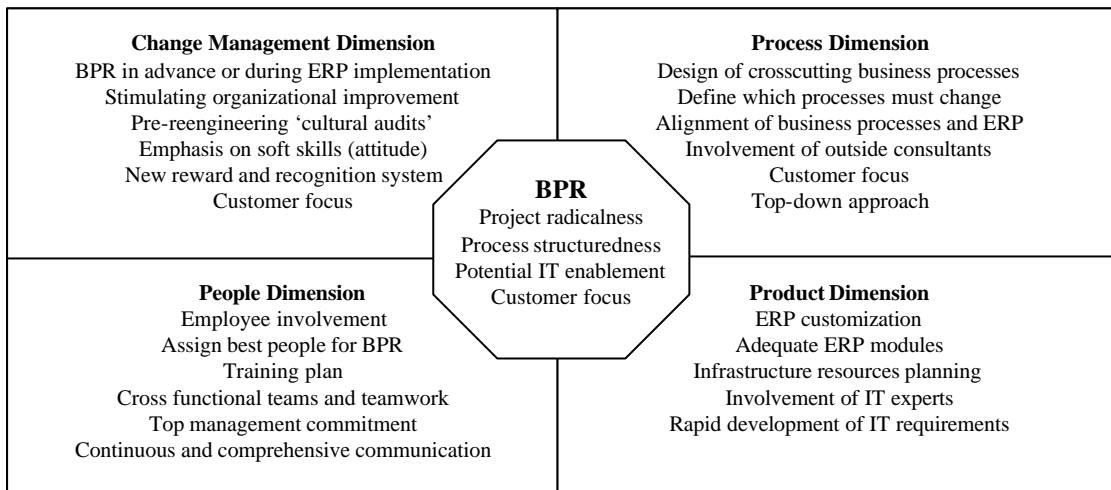 Change Management Dimension
BPR in advance or during ERP implementation
Stimulating organizational improvement
Pre-reengineering ‘cultural audits’
Emphasis on soft skills (attitude)
New reward and recognition system
Customer focus
Process Dimension
Design of crosscutting business processes
Define which processes must change
Alignment of business processes and ERP
Involvement of outside consultants
Customer focus
Top-down approach
BPR
Project radicalness
Process structuredness
Potential IT enablement
Customer focus
People Dimension
Employee involvement
Assign best people for BPR
Training plan
Cross functional teams and teamwork
Top management commitment
Continuous and comprehensive communication
Product Dimension
ERP customization
Adequate ERP modules
Infrastructure resources planning
Involvement of IT experts
Rapid development of IT requirements